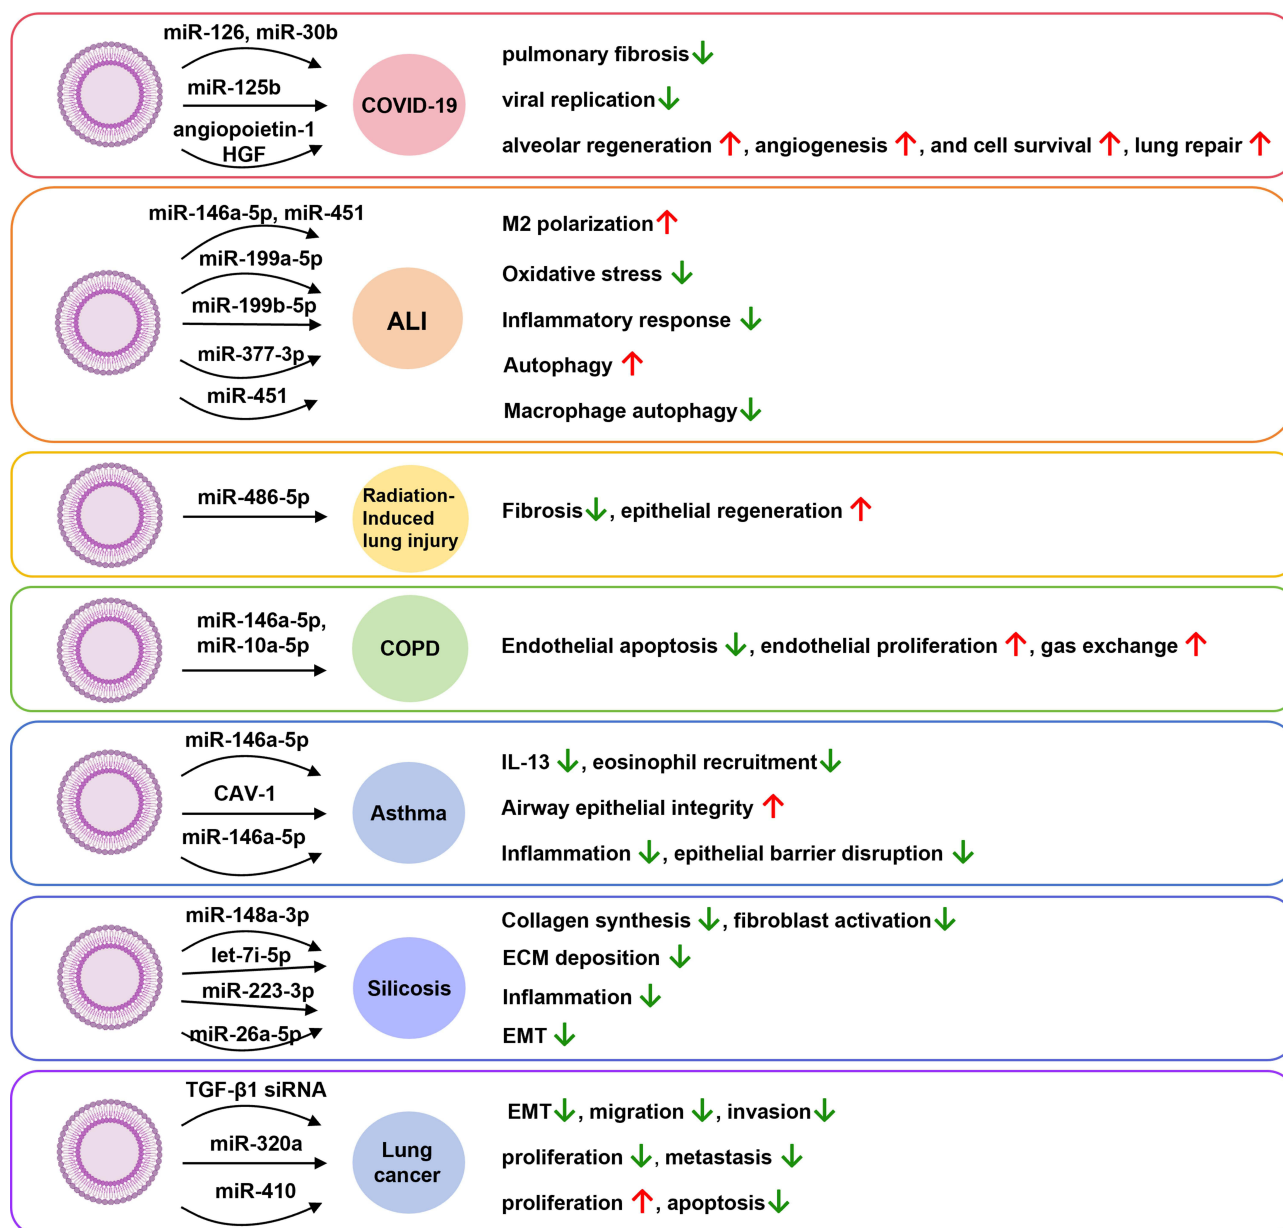 miR-126, miR-30b
miR-125b
angiopoietin-1
HGF
COVID-19
pulmonary fibrosis↓
viral replication↓
alveolar regeneration ↑, angiogenesis ↑, and cell survival ↑, lung repair ↑
miR-146a-5p, miR-451
miR-199a-5p
miR-199b-5p
miR-377-3p
miR-451
ALI
M2 polarization↑
Oxidative stress ↓
Inflammatory response ↓
Autophagy ↑
Macrophage autophagy↓
miR-486-5p
Radiation-
Induced
lung injury
Fibrosis↓, epithelial regeneration ↑
miR-146a-5p,
miR-10a-5p
COPD
Endothelial apoptosis ↓, endothelial proliferation ↑, gas exchange ↑
miR-146a-5p
CAV-1
miR-146a-5p
Asthma
IL-13 ↓, eosinophil recruitment↓
Airway epithelial integrity ↑
Inflammation ↓, epithelial barrier disruption ↓
miR-148a-3p
let-7i-5p
miR-223-3p
miR-26a-5p
Silicosis
Collagen synthesis ↓, fibroblast activation↓
ECM deposition ↓
Inflammation ↓
EMT ↓
TGF-β1 siRNA
miR-320a
miR-410
Lung
cancer
EMT↓, migration ↓, invasion↓
proliferation ↓, metastasis ↓
proliferation ↑, apoptosis↓